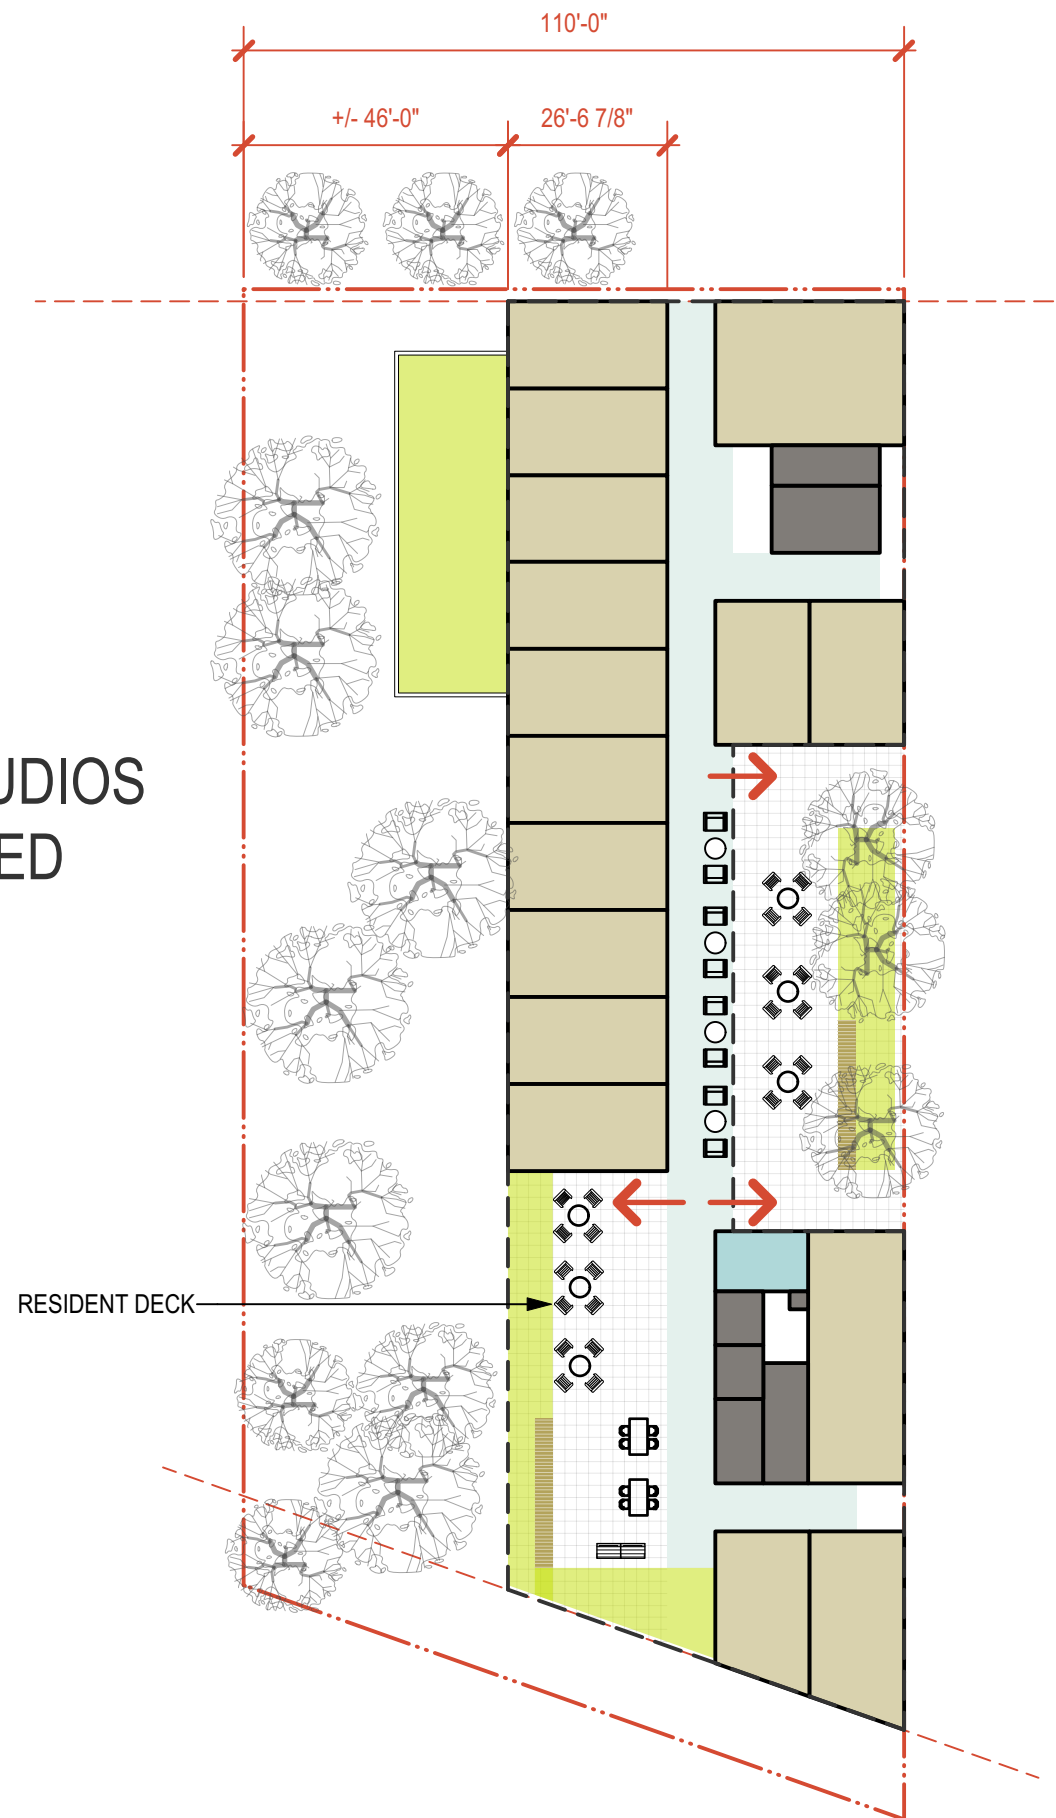 110'-0"
+/- 46'-0"
26'-6 7/8"
UDIOS
ED
RESIDENT DECK